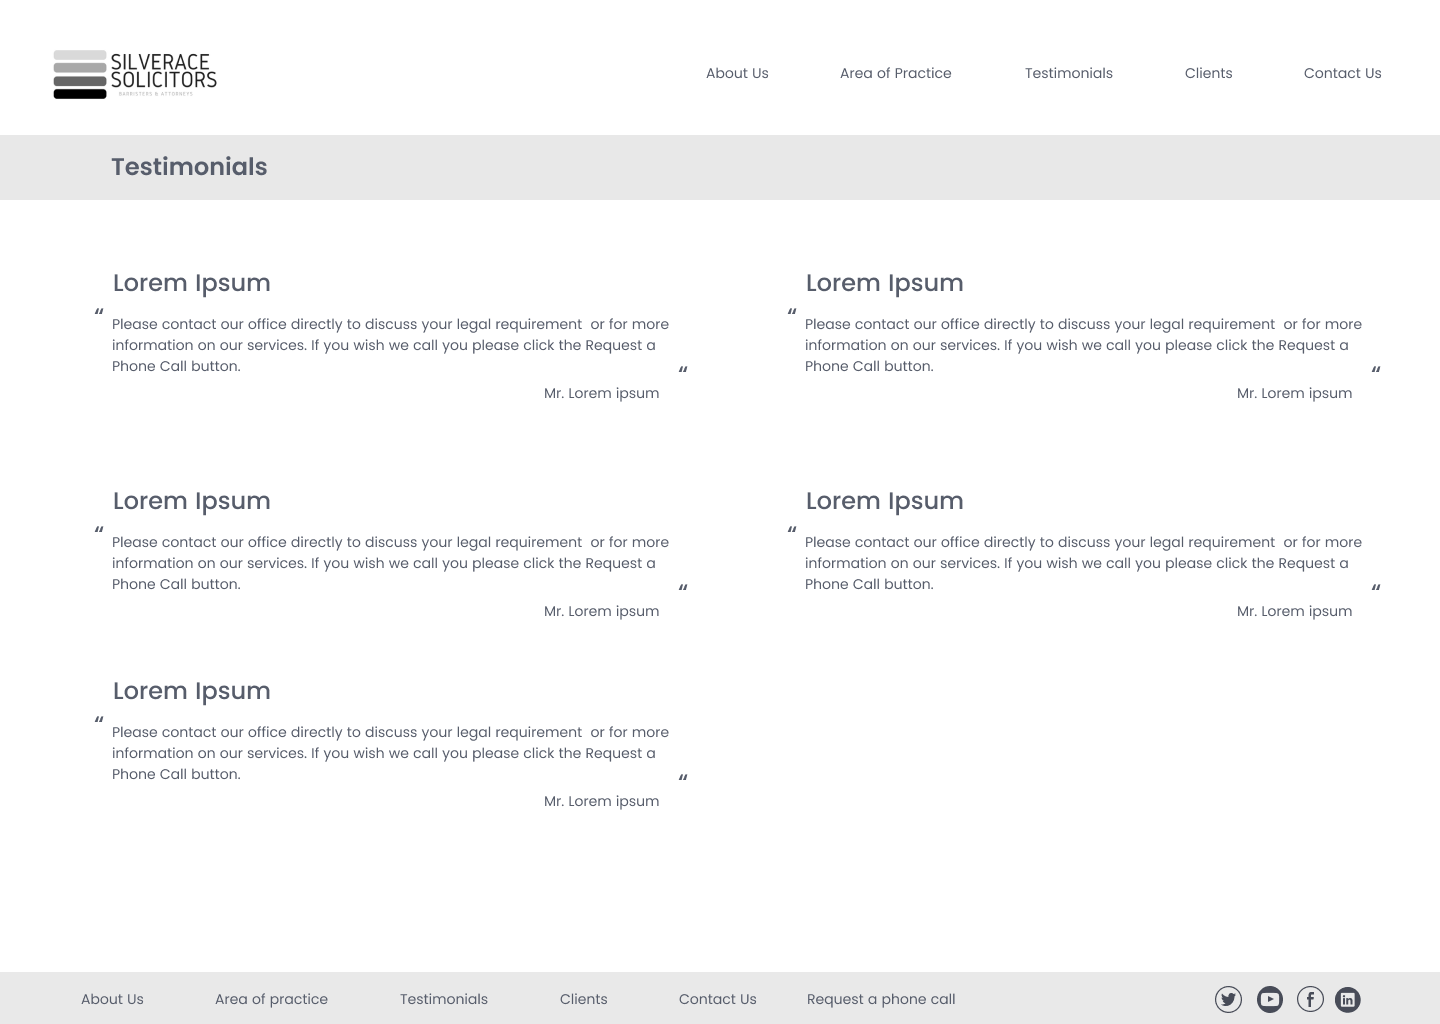 SILVERACE
SOLICITORS
BARRISTERS & ATTORNEYS
About Us Area of Practice Testimonials Clients Contact Us
Testimonials
Lorem Ipsum
“
Please contact our office directly to discuss your legal requirement  or for more
information on our services. If you wish we call you please click the Request a
Phone Call button.
“
Mr. Lorem ipsum
Lorem Ipsum
“
Please contact our office directly to discuss your legal requirement  or for more
information on our services. If you wish we call you please click the Request a
Phone Call button.
“
Mr. Lorem ipsum
Lorem Ipsum
“
Please contact our office directly to discuss your legal requirement  or for more
information on our services. If you wish we call you please click the Request a
Phone Call button.
“
Mr. Lorem ipsum
Lorem Ipsum
“
Please contact our office directly to discuss your legal requirement  or for more
information on our services. If you wish we call you please click the Request a
Phone Call button.
“
Mr. Lorem ipsum
Lorem Ipsum
“
Please contact our office directly to discuss your legal requirement  or for more
information on our services. If you wish we call you please click the Request a
Phone Call button.
“
Mr. Lorem ipsum
About Us Area of practice Testimonials Clients Contact Us Request a phone call